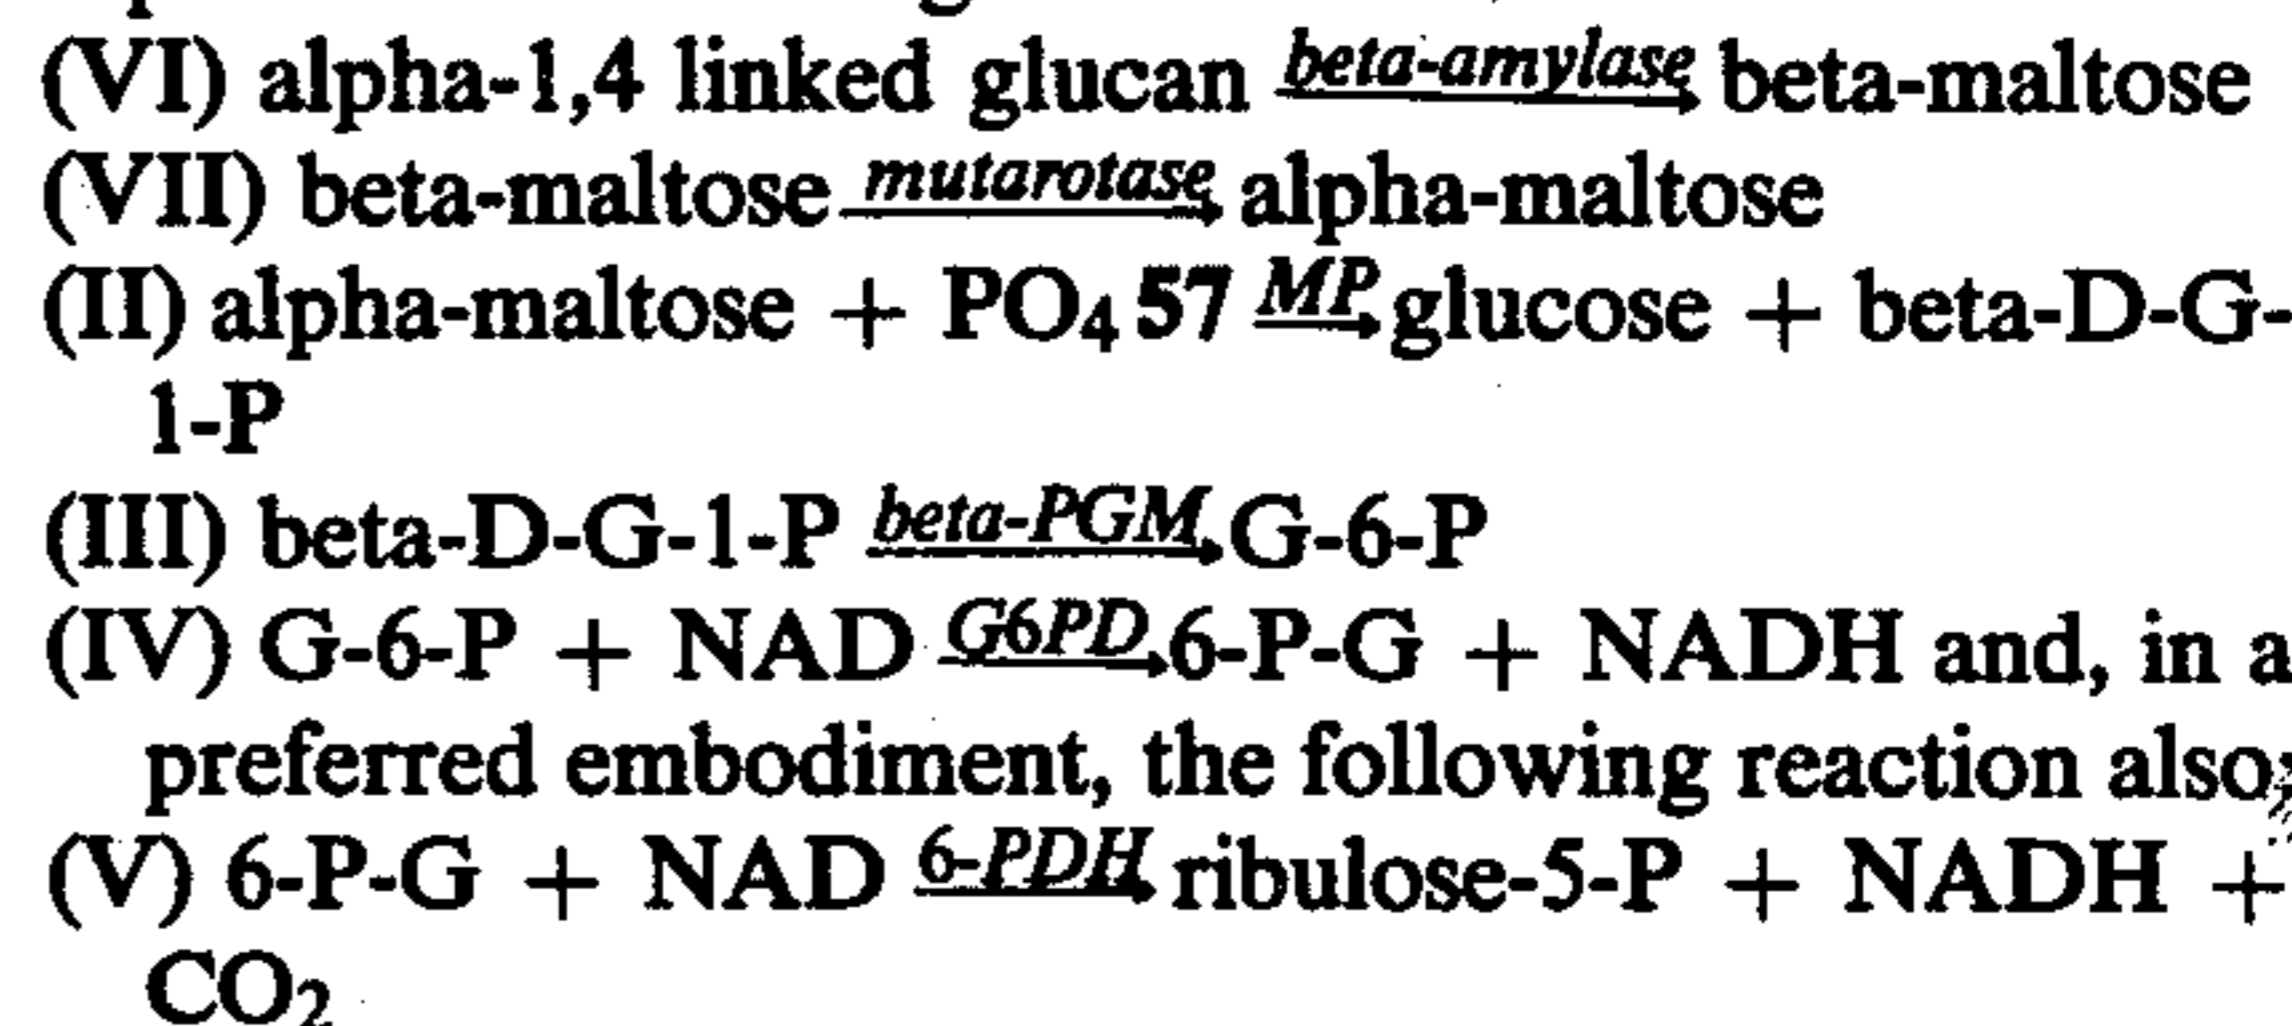 (VI) alpha-1,4 linked glucan beta-amylase beta-maltose
(VII) beta-maltose mutarotase alpha-maltose
(II) alpha-maltose + PO₄ 57 MP glucose + beta-D-G-
1-P
(III) beta-D-G-1-P beta-PGM G-6-P
(IV) G-6-P + NAD G6PD 6-P-G + NADH and, in a
preferred embodiment, the following reaction also;
(V) 6-P-G + NAD 6-PDH ribulose-5-P + NADH +
CO₂